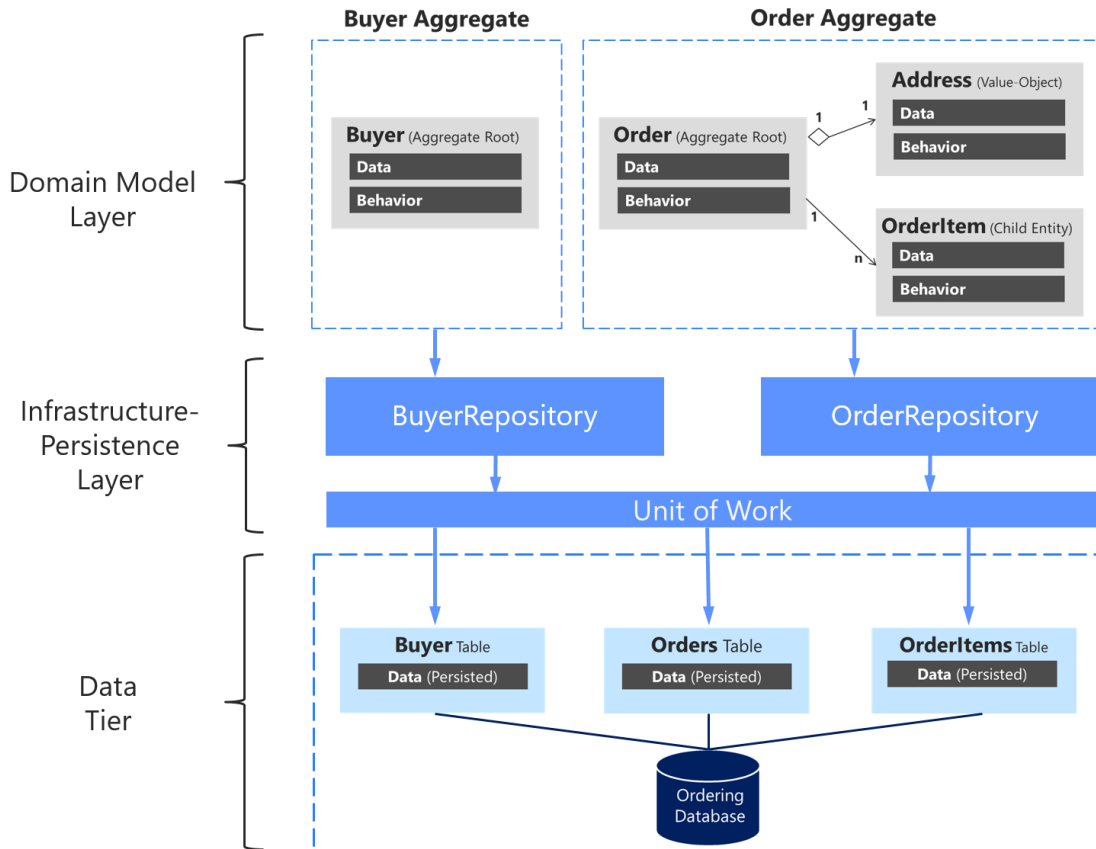 Buyer Aggregate
Order Aggregate
Domain Model
Layer
Buyer (Aggregate Root)
Data
Behavior
Order (Aggregate Root)
Data
Behavior
1
1
Address (Value-Object)
Data
Behavior
1
n
OrderItem (Child Entity)
Data
Behavior
Infrastructure-
Persistence
Layer
BuyerRepository
OrderRepository
Unit of Work
Data
Tier
Buyer Table
Data (Persisted)
Orders Table
Data (Persisted)
OrderItems Table
Data (Persisted)
Ordering
Database